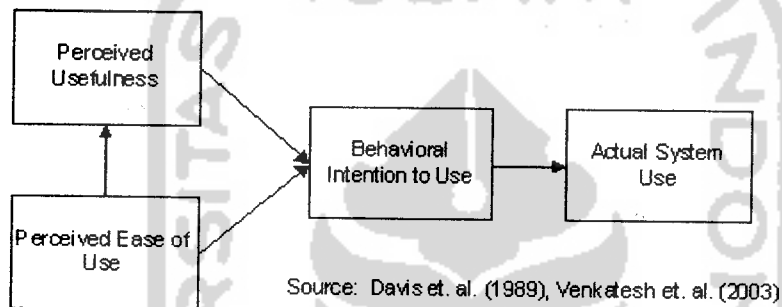 Perceived
Usefulness
Behavioral
Intention to Use
Actual System
Use
Perceived Ease of
Use
Source: Davis et. al. (1989), Venkatesh et. al. (2003)